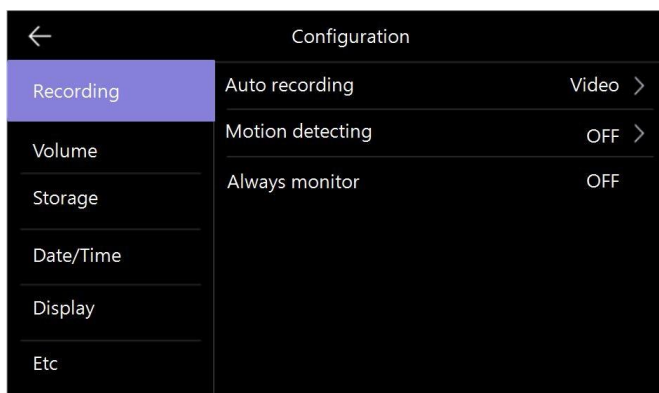 Configuration
Recording
Auto recording Video
Motion detecting OFF
Volume
Always monitor OFF
Storage
Date/Time
Display
Etc